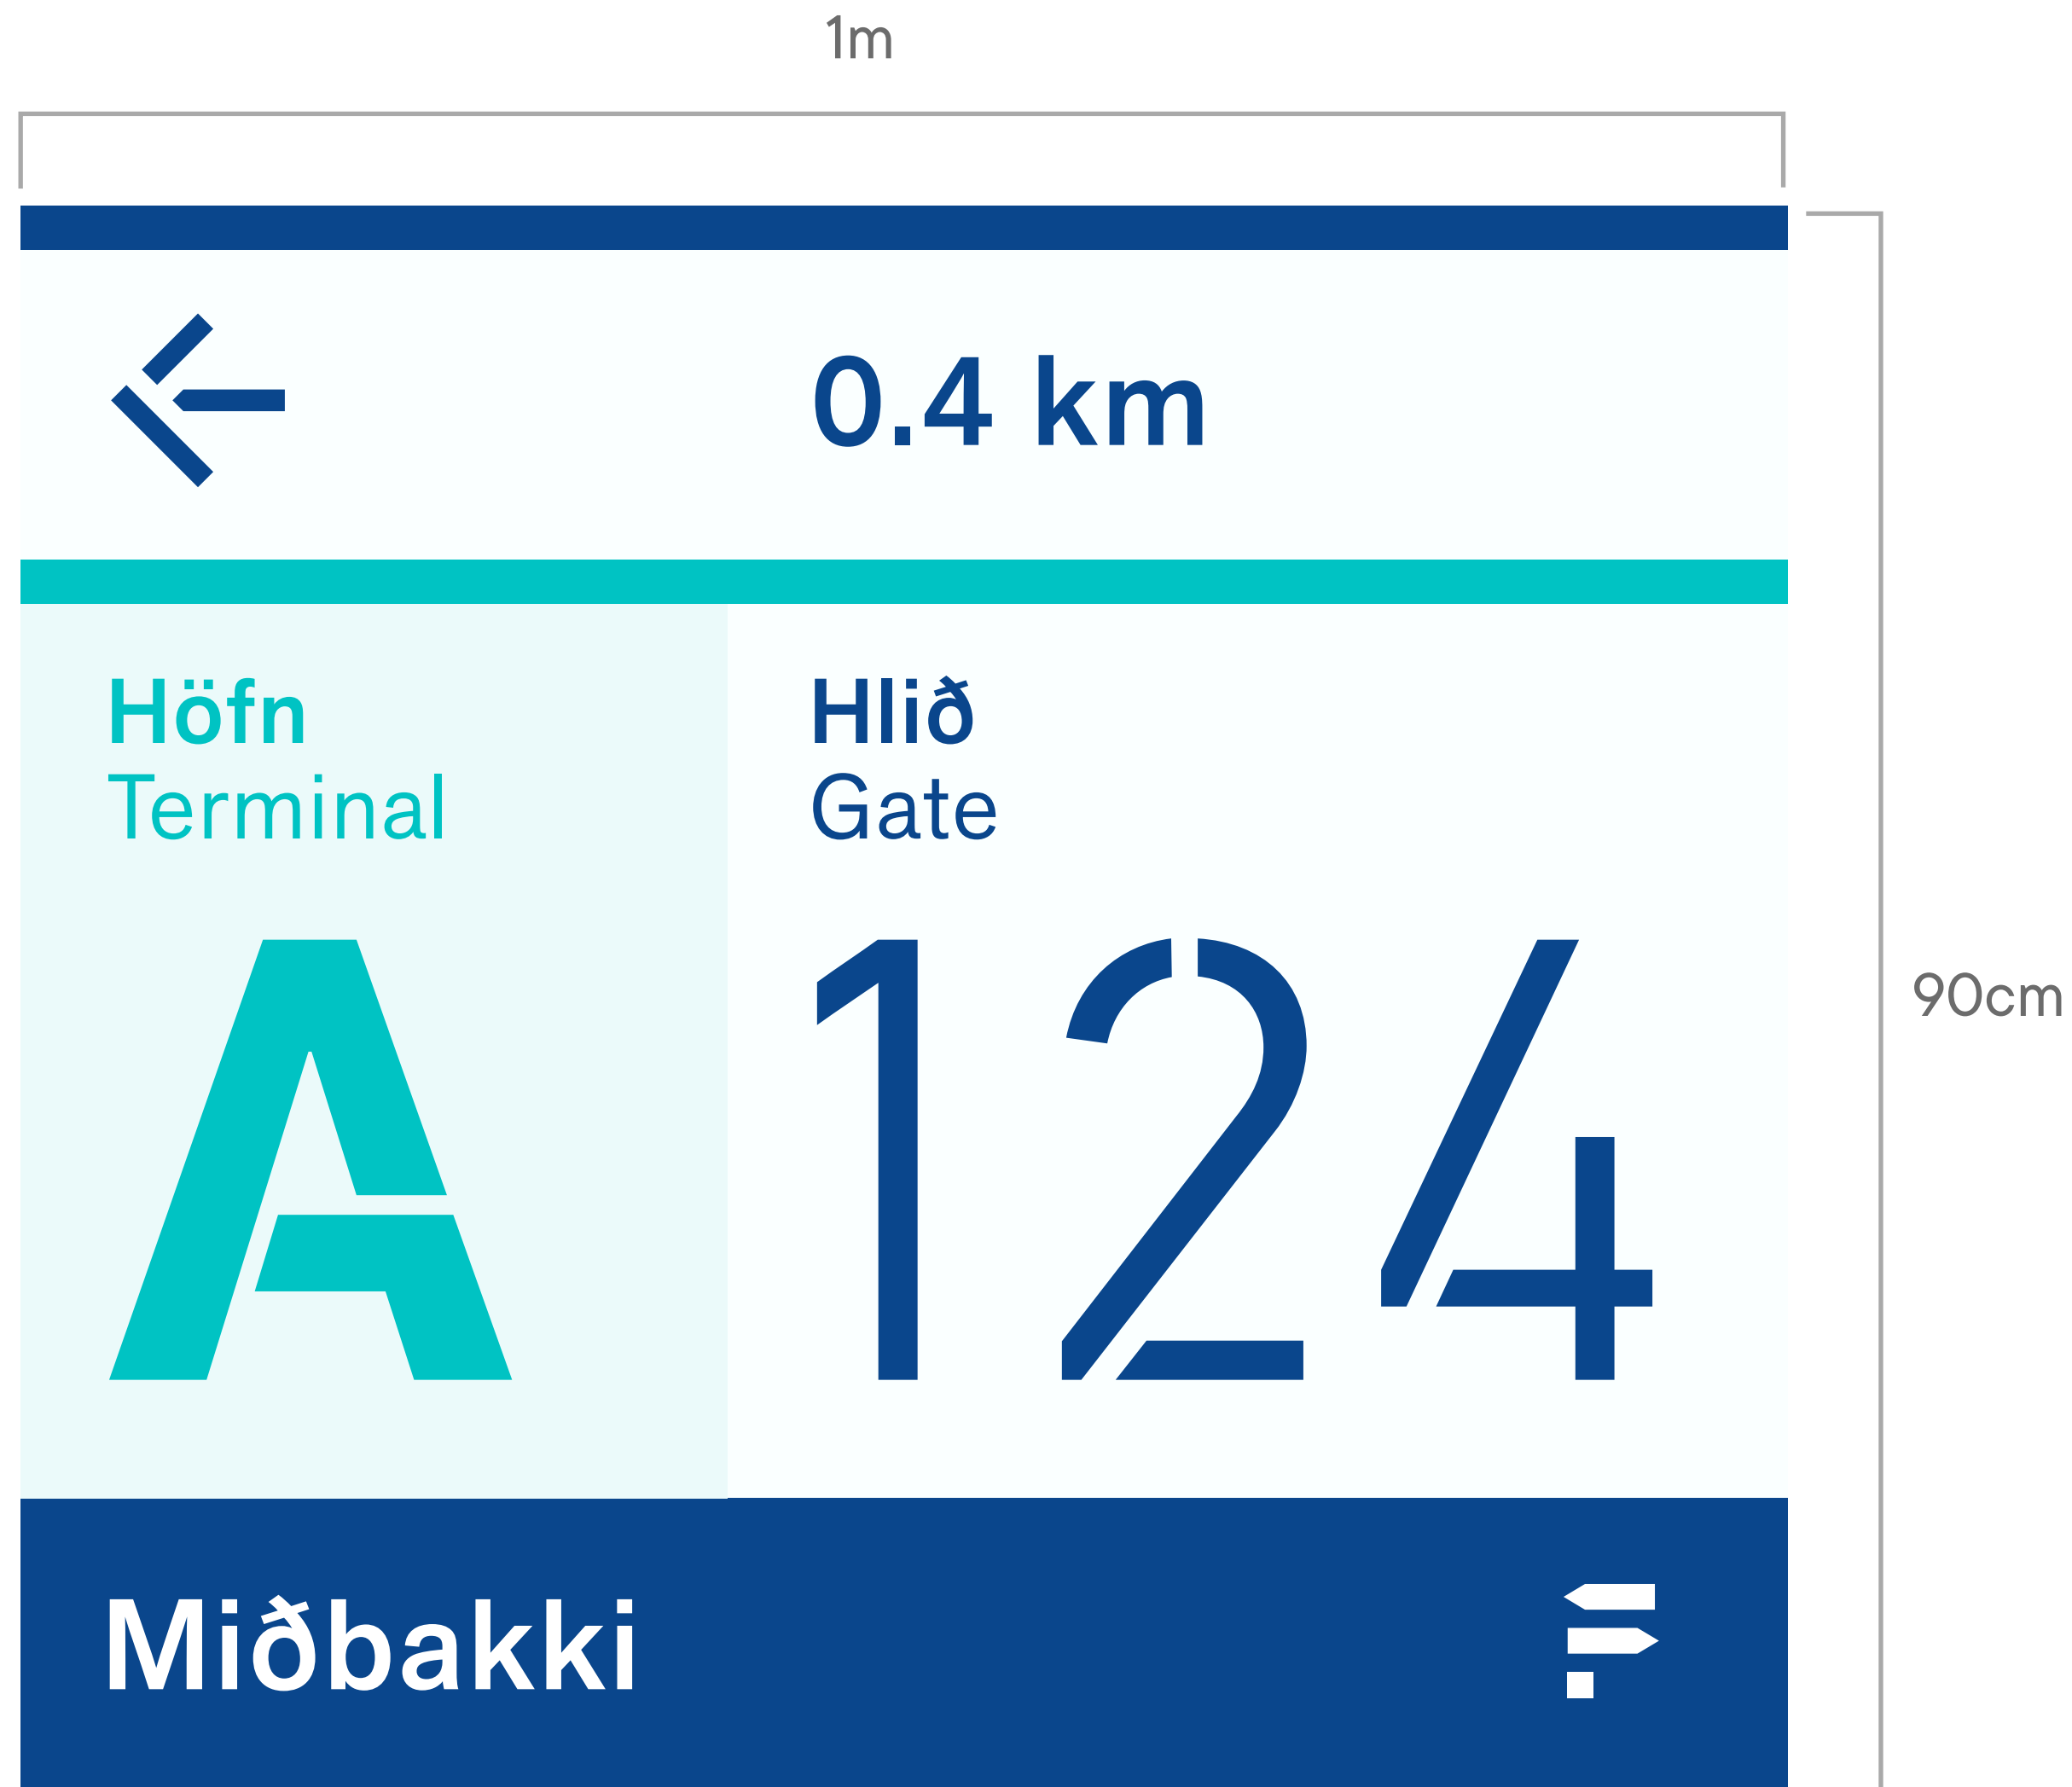 1m
0.4 km
Höfn
Terminal
A
Hlið
Gate
124
90cm
Miðbakki